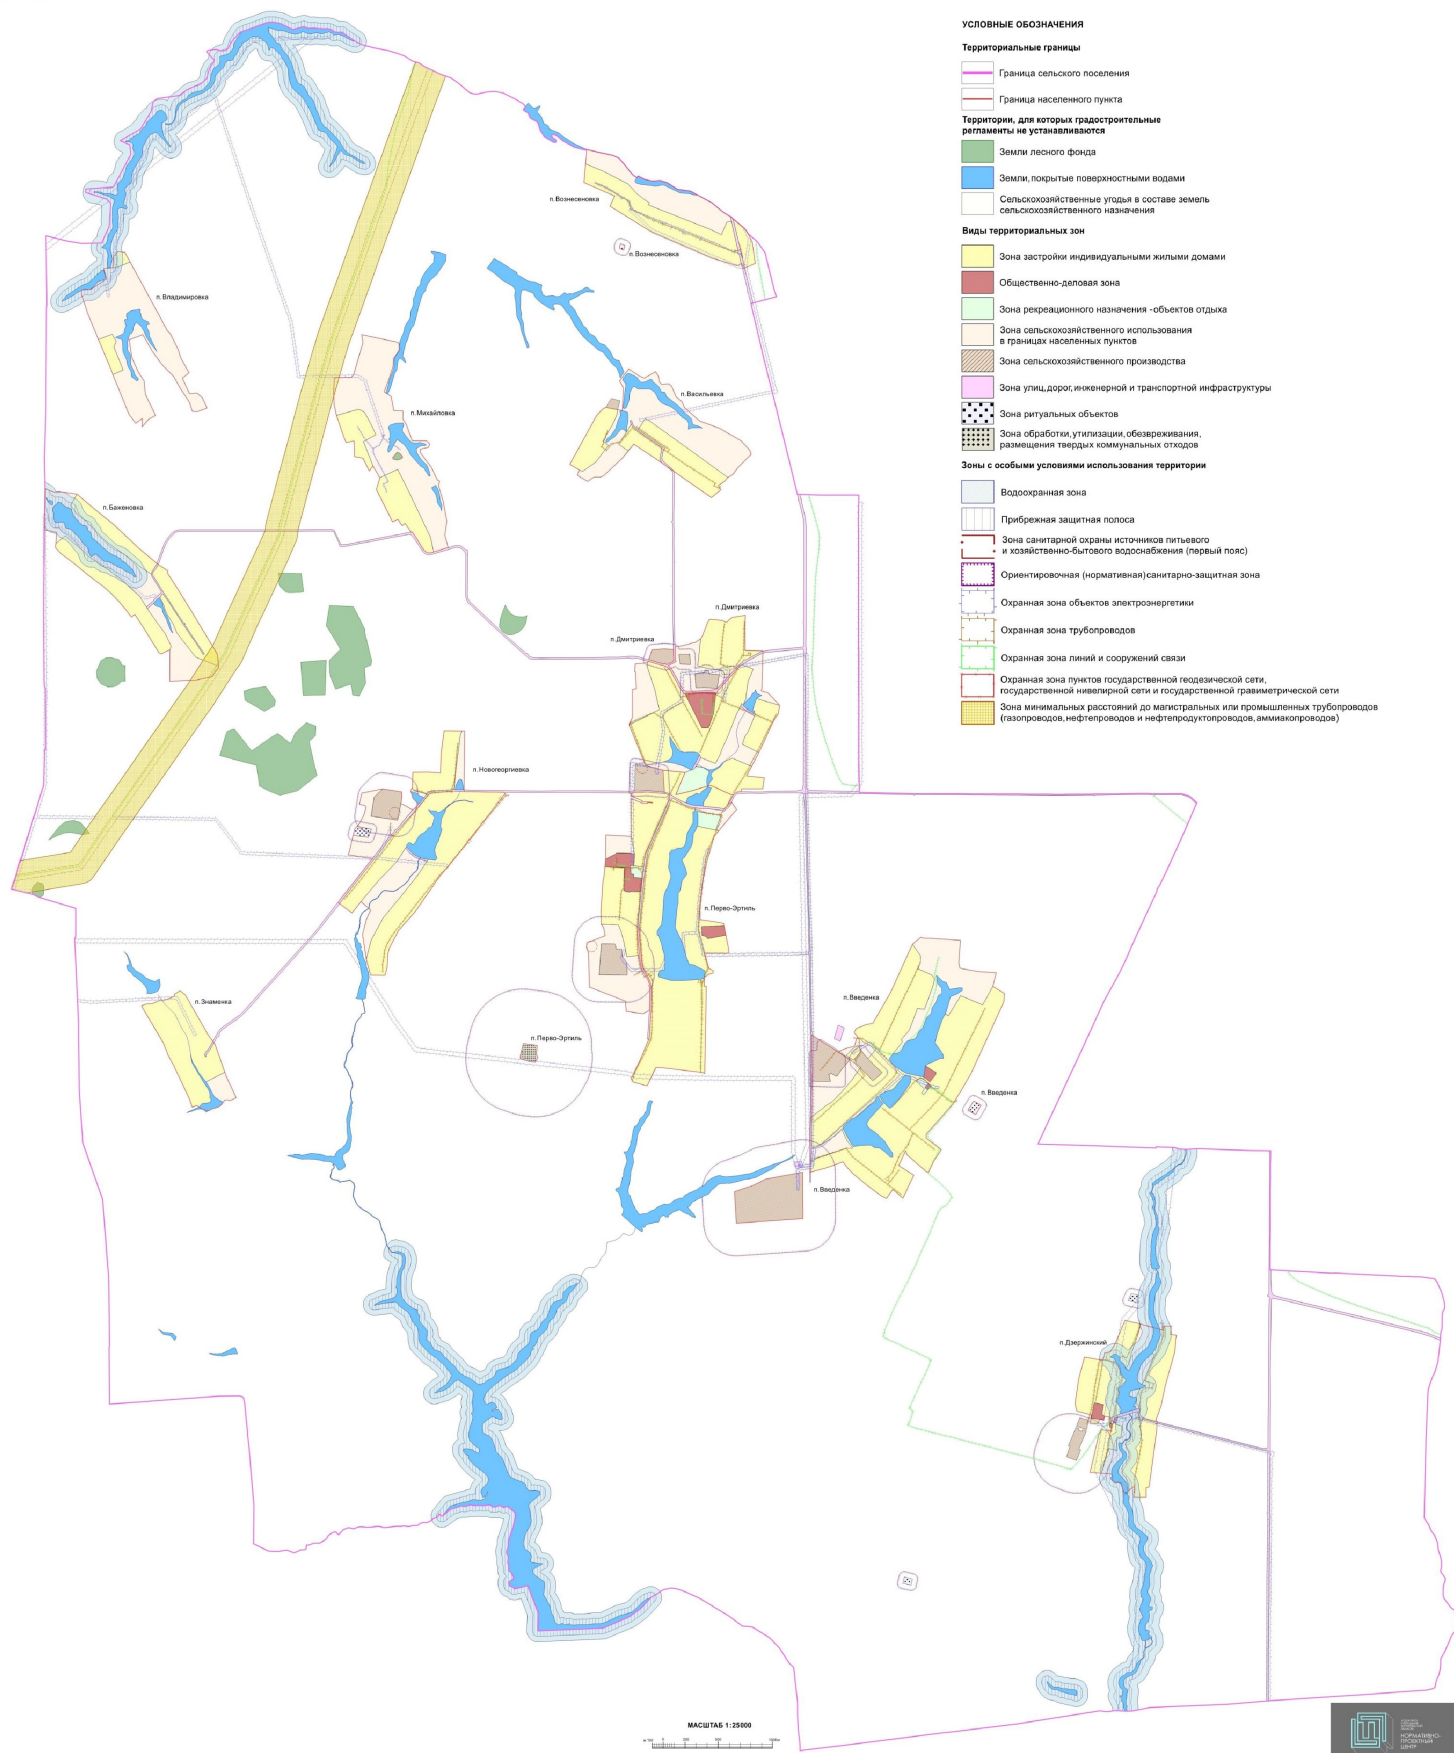 УСЛОВНЫЕ ОБОЗНАЧЕНИЯ
Территориальные границы
Граница сельского поселения
Граница населенного пункта
Территории, для которых градостроительные
регламенты не устанавливаются
Земли лесного фонда
Земли, покрытые поверхностными водами
Сельскохозяйственные угодья в составе земель
сельскохозяйственного назначения
Виды территориальных зон
Зона застройки индивидуальными жилыми домами
Общественно-деловая зона
Зона рекреационного назначения - объектов отдыха
Зона сельскохозяйственного использования
в границах населенных пунктов
Зона сельскохозяйственного производства
Зона улиц, дорог, инженерной и транспортной инфраструктуры
Зона ритуальных объектов
Зона обработки, утилизации, обезвреживания,
размещения твердых коммунальных отходов
Зоны с особыми условиями использования территории
Водоохранная зона
Прибрежная защитная полоса
Зона санитарной охраны источников питьевого
и хозяйственно-бытового водоснабжения (первый пояс)
Ориентировочная (нормативная) санитарно-защитная зона
Охранная зона объектов электроэнергетики
Охранная зона трубопроводов
Охранная зона линий и сооружений связи
Охранная зона пунктов государственной геодезической сети,
государственной нивелирной сети и государственной гравиметрической сети
Зона минимальных расстояний до магистральных или промышленных трубопроводов
(газопроводов, нефтепроводов и нефтепродуктопроводов, аммиакопроводов)
п.Вознесеновка
п.Вознесеновка
п.Владимировка
п.Васильевка
п.Михайловка
п.Баженовка
п.Дмитриевка
п.Дмитриевка
п.Новогеоргиевка
п.Перво-Эртиль
п.Введенка
п.Знаменка
п.Перво-Эртиль
п.Введенка
п.Введенка
п.Дзержинский
МАСШТАБ 1:25000
НОРМАТИВНО-
ПРОЕКТНЫЙ
ЦЕНТР